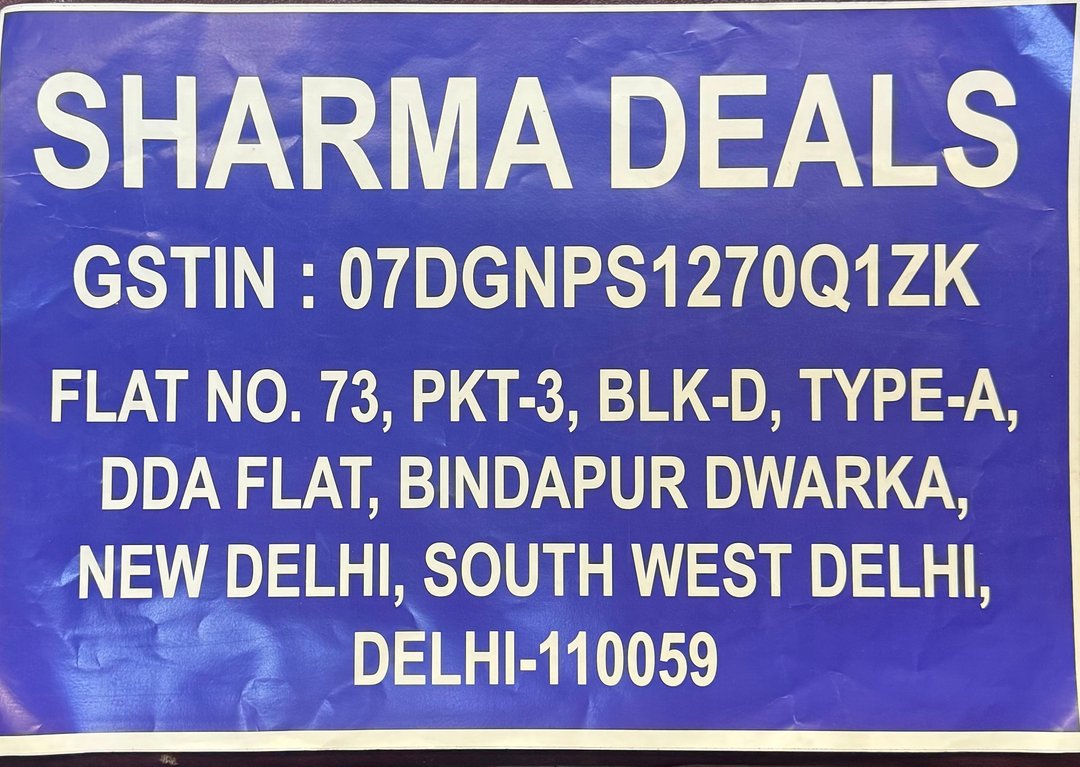 SHARMA DEALS
GSTIN : 07DGNPS1270Q1ZK
FLAT NO. 73, PKT-3, BLK-D, TYPE-A,
DDA FLAT, BINDAPUR DWARKA,
NEW DELHI, SOUTH WEST DELHI,
DELHI-110059